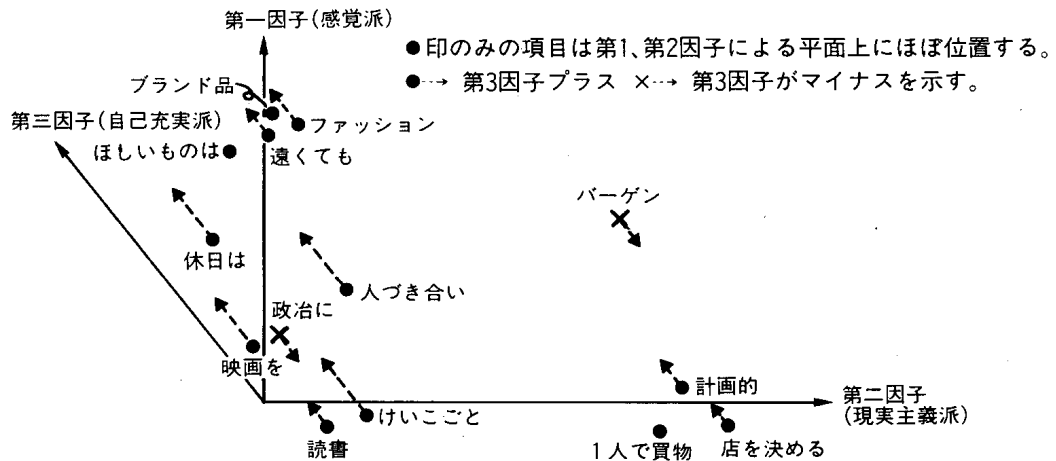 第一因子(感覚派)
●印のみの項目は第1、第2因子による平面上にほぼ位置する。
●--→ 第3因子プラス ×--→ 第3因子がマイナスを示す。
ブランド品
第三因子(自己充実派)
ファッション
ほしいものは
遠くても
バーゲン
休日は
人づき合い
政治に
映画を
計画的
第二因子
(現実主義派)
けいこごと
読書
1人で買物
店を決める